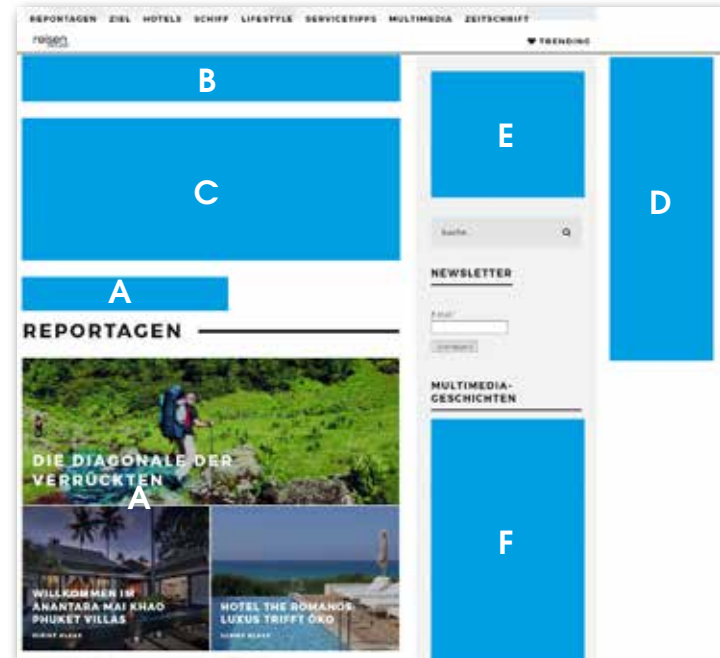 REPORTAGEN ZIEL HOTELS SCHIFF LIFESTYLE SERVICETIPPS MULTIMEDIA ZEITSCHRIFT
reisen
TRENDING
B
C
A
E
D
Suche
NEWSLETTER
E-Mail
MULTIMEDIA-
GESCHICHTEN
F
REPORTAGEN
DIE DIAGONALE DER
VERRÜCKTEN
A
WILLKOMMEN IM
ANANTARA MAI KHAO
PHUKET VILLAS
HOTEL THE ROMANOS
LUXUS TRIFFT ÖKO